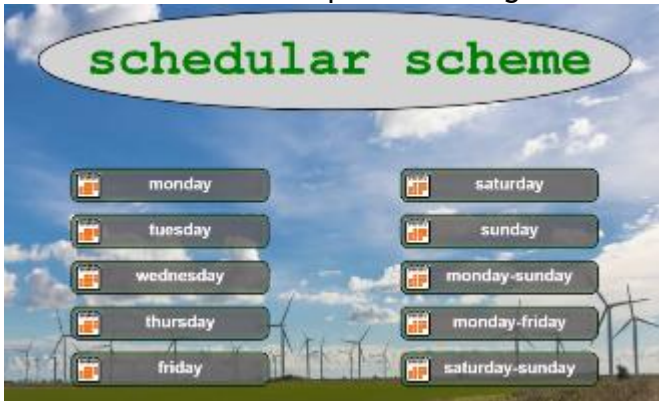 schedular scheme
monday
tuesday
wednesday
thursday
friday
saturday
sunday
monday-sunday
monday-friday
saturday-sunday